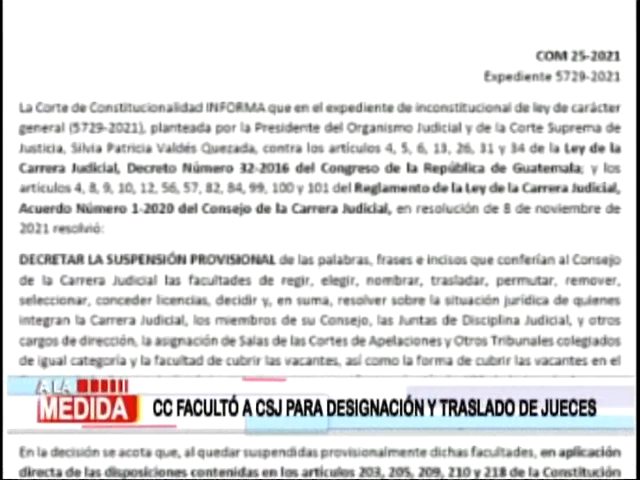 COM 25-2021
Expediente 5729-2021
La Corte de Constitucionalidad INFORMA que en el expediente de inconstitucional de ley de carácter
general (5729-2021), planteada por la Presidente del Organismo Judicial y de la Corte Suprema de
Justicia, Silvia Patricia Valdés Quezada, contra los artículos 4, 5, 6, 13, 26, 31 y 34 de la Ley de la
Carrera Judicial, Decreto Número 32-2016 del Congreso de la República de Guatemala; y los
artículos 4, 8, 9, 10, 12, 56, 57, 82, 84, 99, 100 y 101 del Reglamento de la Ley de la Carrera Judicial,
Acuerdo Número 1-2020 del Consejo de la Carrera Judicial, en resolución de 8 de noviembre de
2021 resolvió:
DECRETAR LA SUSPENSIÓN PROVISIONAL de las palabras, frases e incisos que conferían al Consejo
de la Carrera Judicial las facultades de regir, elegir, nombrar, trasladar, permutar, remover,
seleccionar, conceder licencias, decidir y, en suma, resolver sobre la situación jurídica de quienes
integran la Carrera Judicial, los miembros de su Consejo, las Juntas de Disciplina Judicial, y otros
cargos de dirección, la asignación de Salas de las Cortes de Apelaciones y Otros Tribunales colegiados
de igual categoría y la facultad de cubrir las vacantes, así como la forma de cubrir las vacantes en el
A LA
MEDIDA
CC FACULTÓ A CSJ PARA DESIGNACIÓN Y TRASLADO DE JUECES
En la decisión se acota que, al quedar suspendidas provisionalmente dichas facultades, en aplicación
directa de las disposiciones contenidas en los artículos 203, 205, 209, 210 y 218 de la Constitución